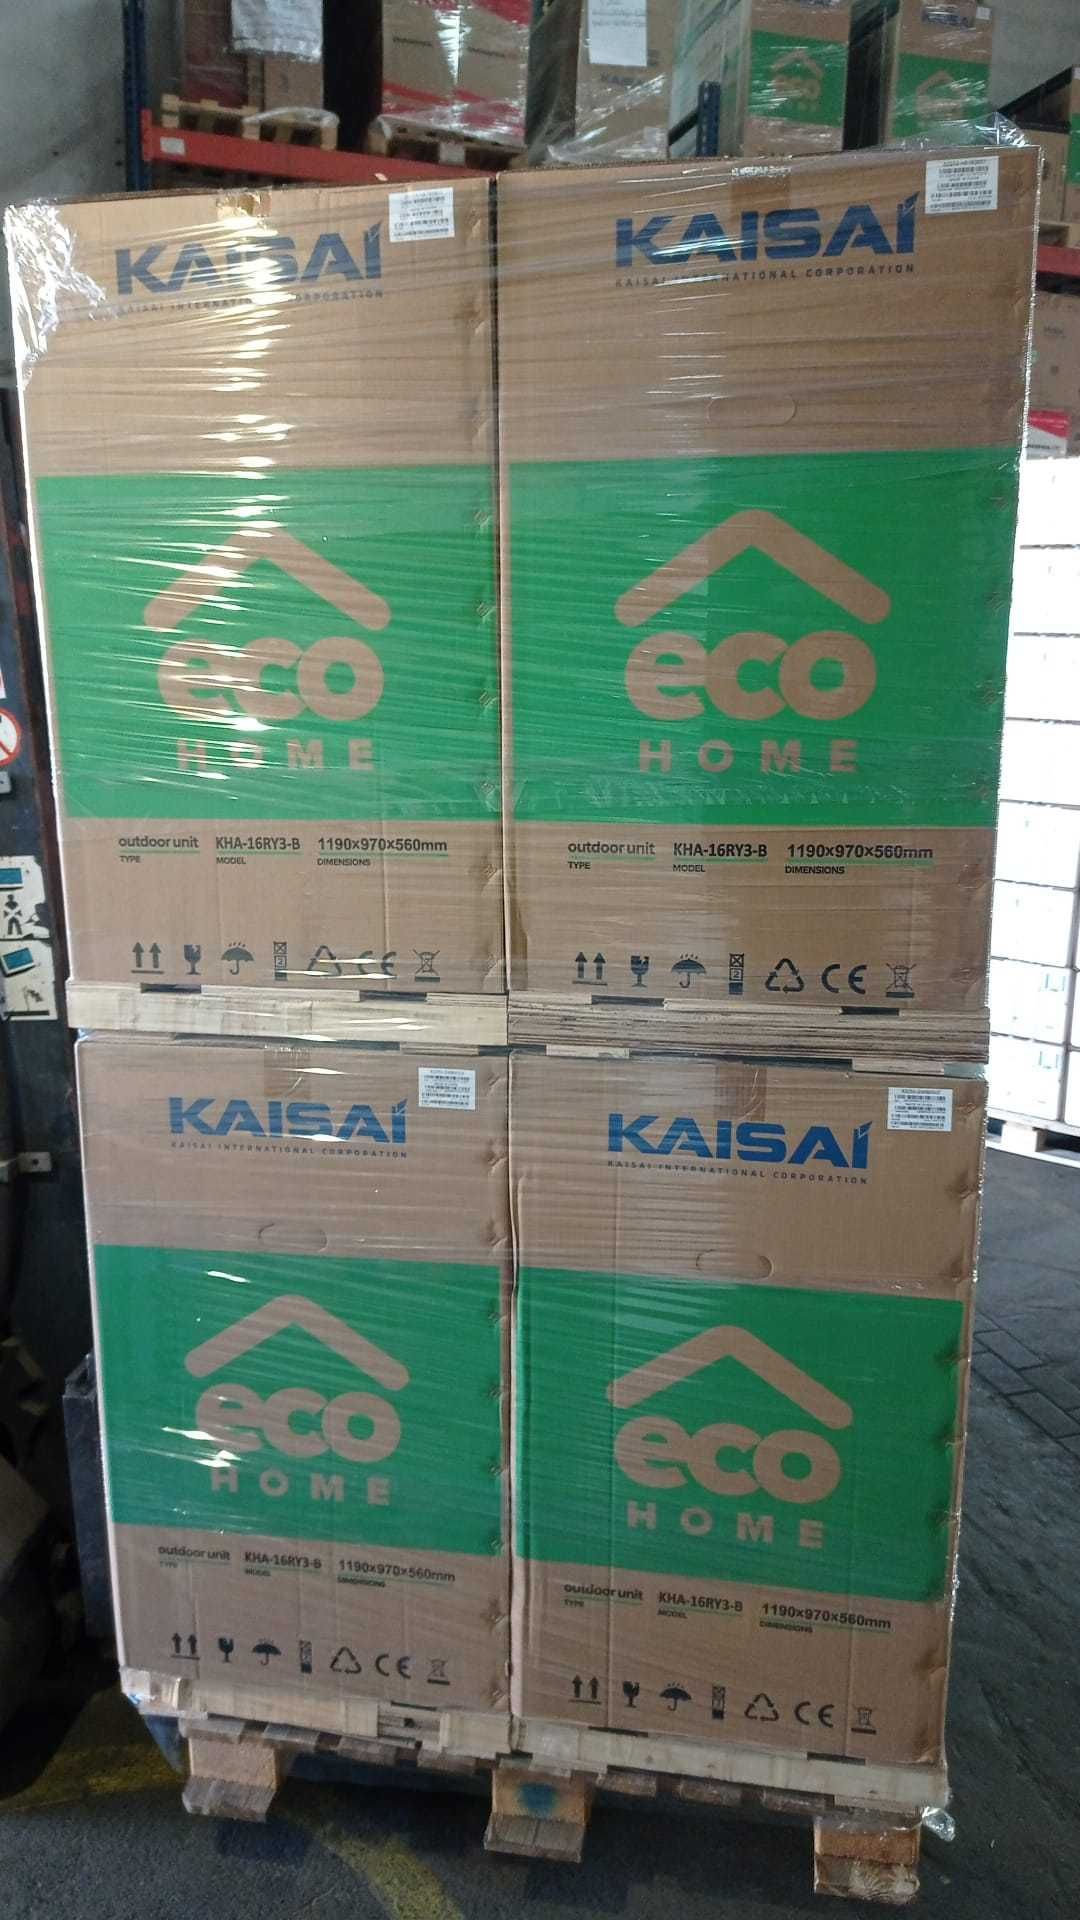 KAISAI
KAISAI INTERNATIONAL CORPORATION
eco
HOME
outdoor unit KHA-16RY3-B 1190×970×560mm
TYPE MODEL DIMENSIONS
2
CE
KAISAI
KAISAI INTERNATIONAL CORPORATION
eco
HOME
outdoor unit KHA-16RY3-B 1190×970×560mm
TYPE MODEL DIMENSIONS
2
CE
KAISAI
KAISAI INTERNATIONAL CORPORATION
eco
HOME
outdoor unit KHA-16RY3-B 1190×970×560mm
TYPE MODEL DIMENSIONS
CE
KAISAI
KAISAI INTERNATIONAL CORPORATION
eco
HOME
outdoor unit KHA-16RY3-B 1190×970×560mm
TYPE MODEL DIMENSIONS
CE